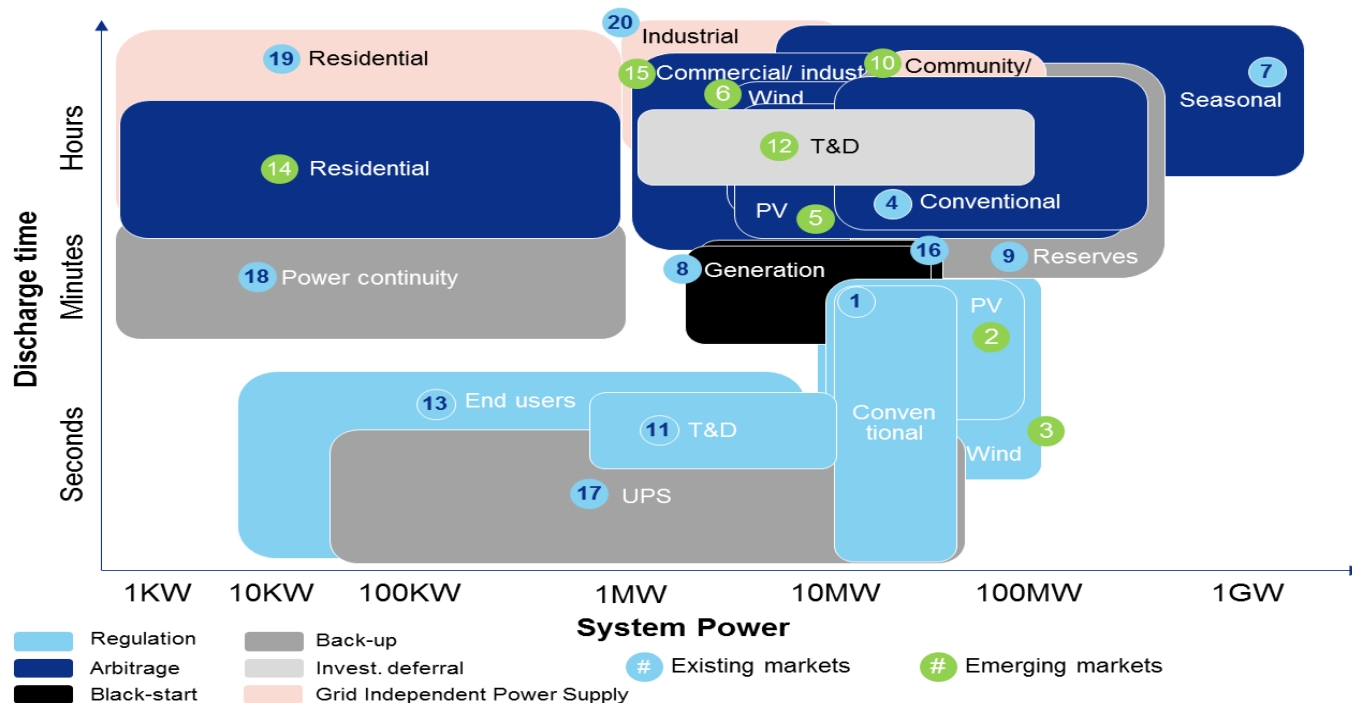 20
Industrial
19 Residential
15 Commercial/ indust
10 Community/
7
Seasonal
6 Wind
12 T&D
14 Residential
4 Conventional
PV 5
16
18 Power continuity
8 Generation
9 Reserves
1
PV
2
13 End users
11 T&D
Conven
tional
3
Wind
17 UPS
Discharge time
Hours
Minutes
Seconds
1KW 10KW 100KW 1MW 10MW 100MW 1GW
System Power
Regulation
Arbitrage
Black-start
Back-up
Invest. deferral
Grid Independent Power Supply
# Existing markets
# Emerging markets